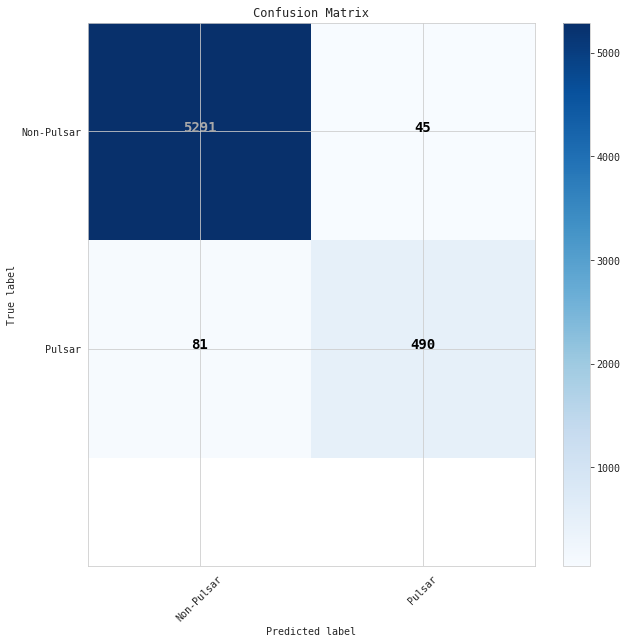 Confusion Matrix
Non-Pulsar
5291
45
Pulsar
81
490
True label
Non-Pulsar
Pulsar
Predicted label
5000
4000
3000
2000
1000